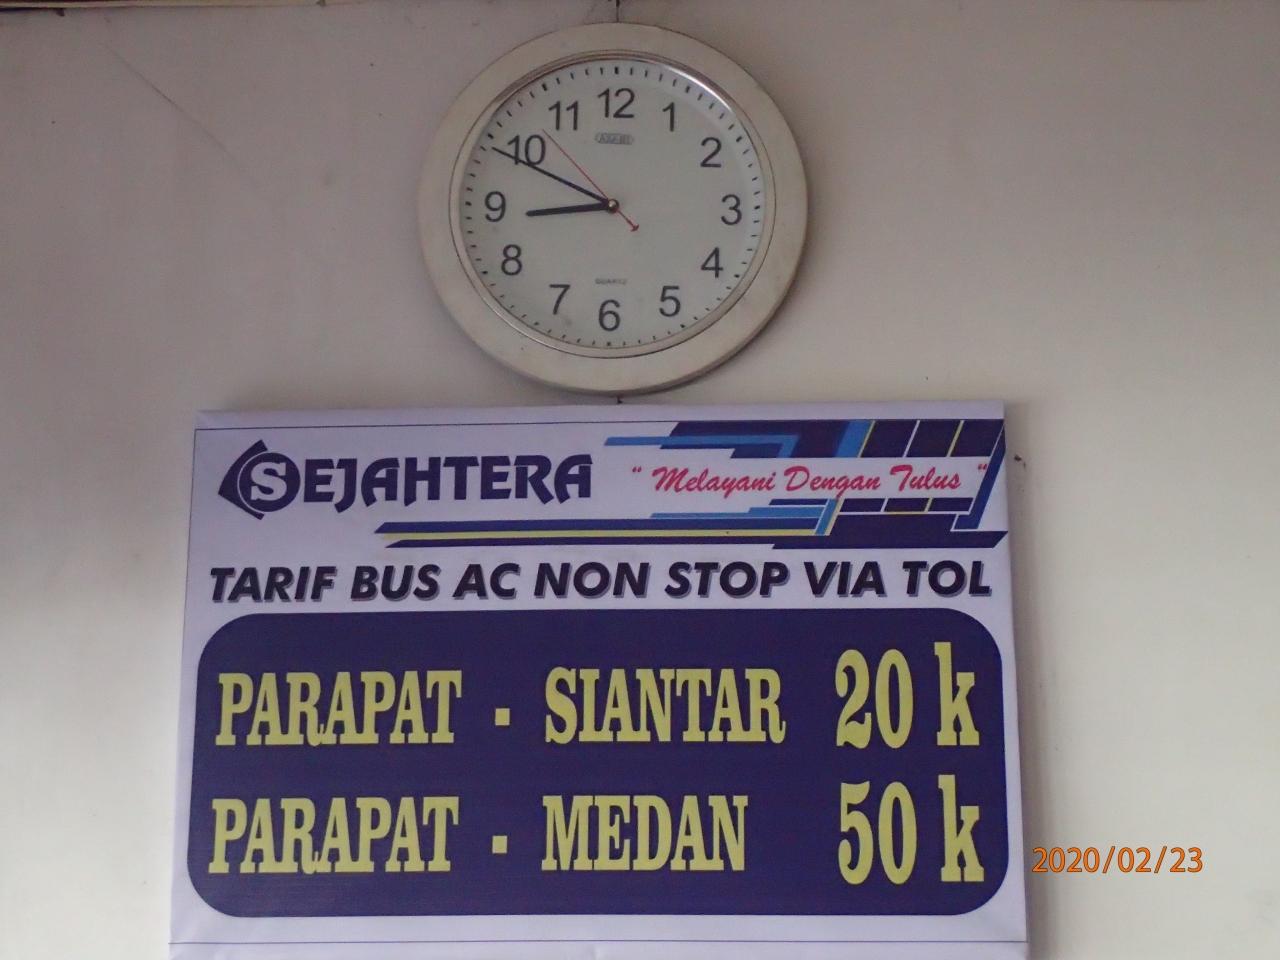 12
11
1
10
2
9
3
8
4
7
5
6
QUARTZ
SEJAHTERA
" Melayani Dengan Tulus "
TARIF BUS AC NON STOP VIA TOL
PARAPAT - SIANTAR 20 k
PARAPAT - MEDAN 50 k
2020/02/23